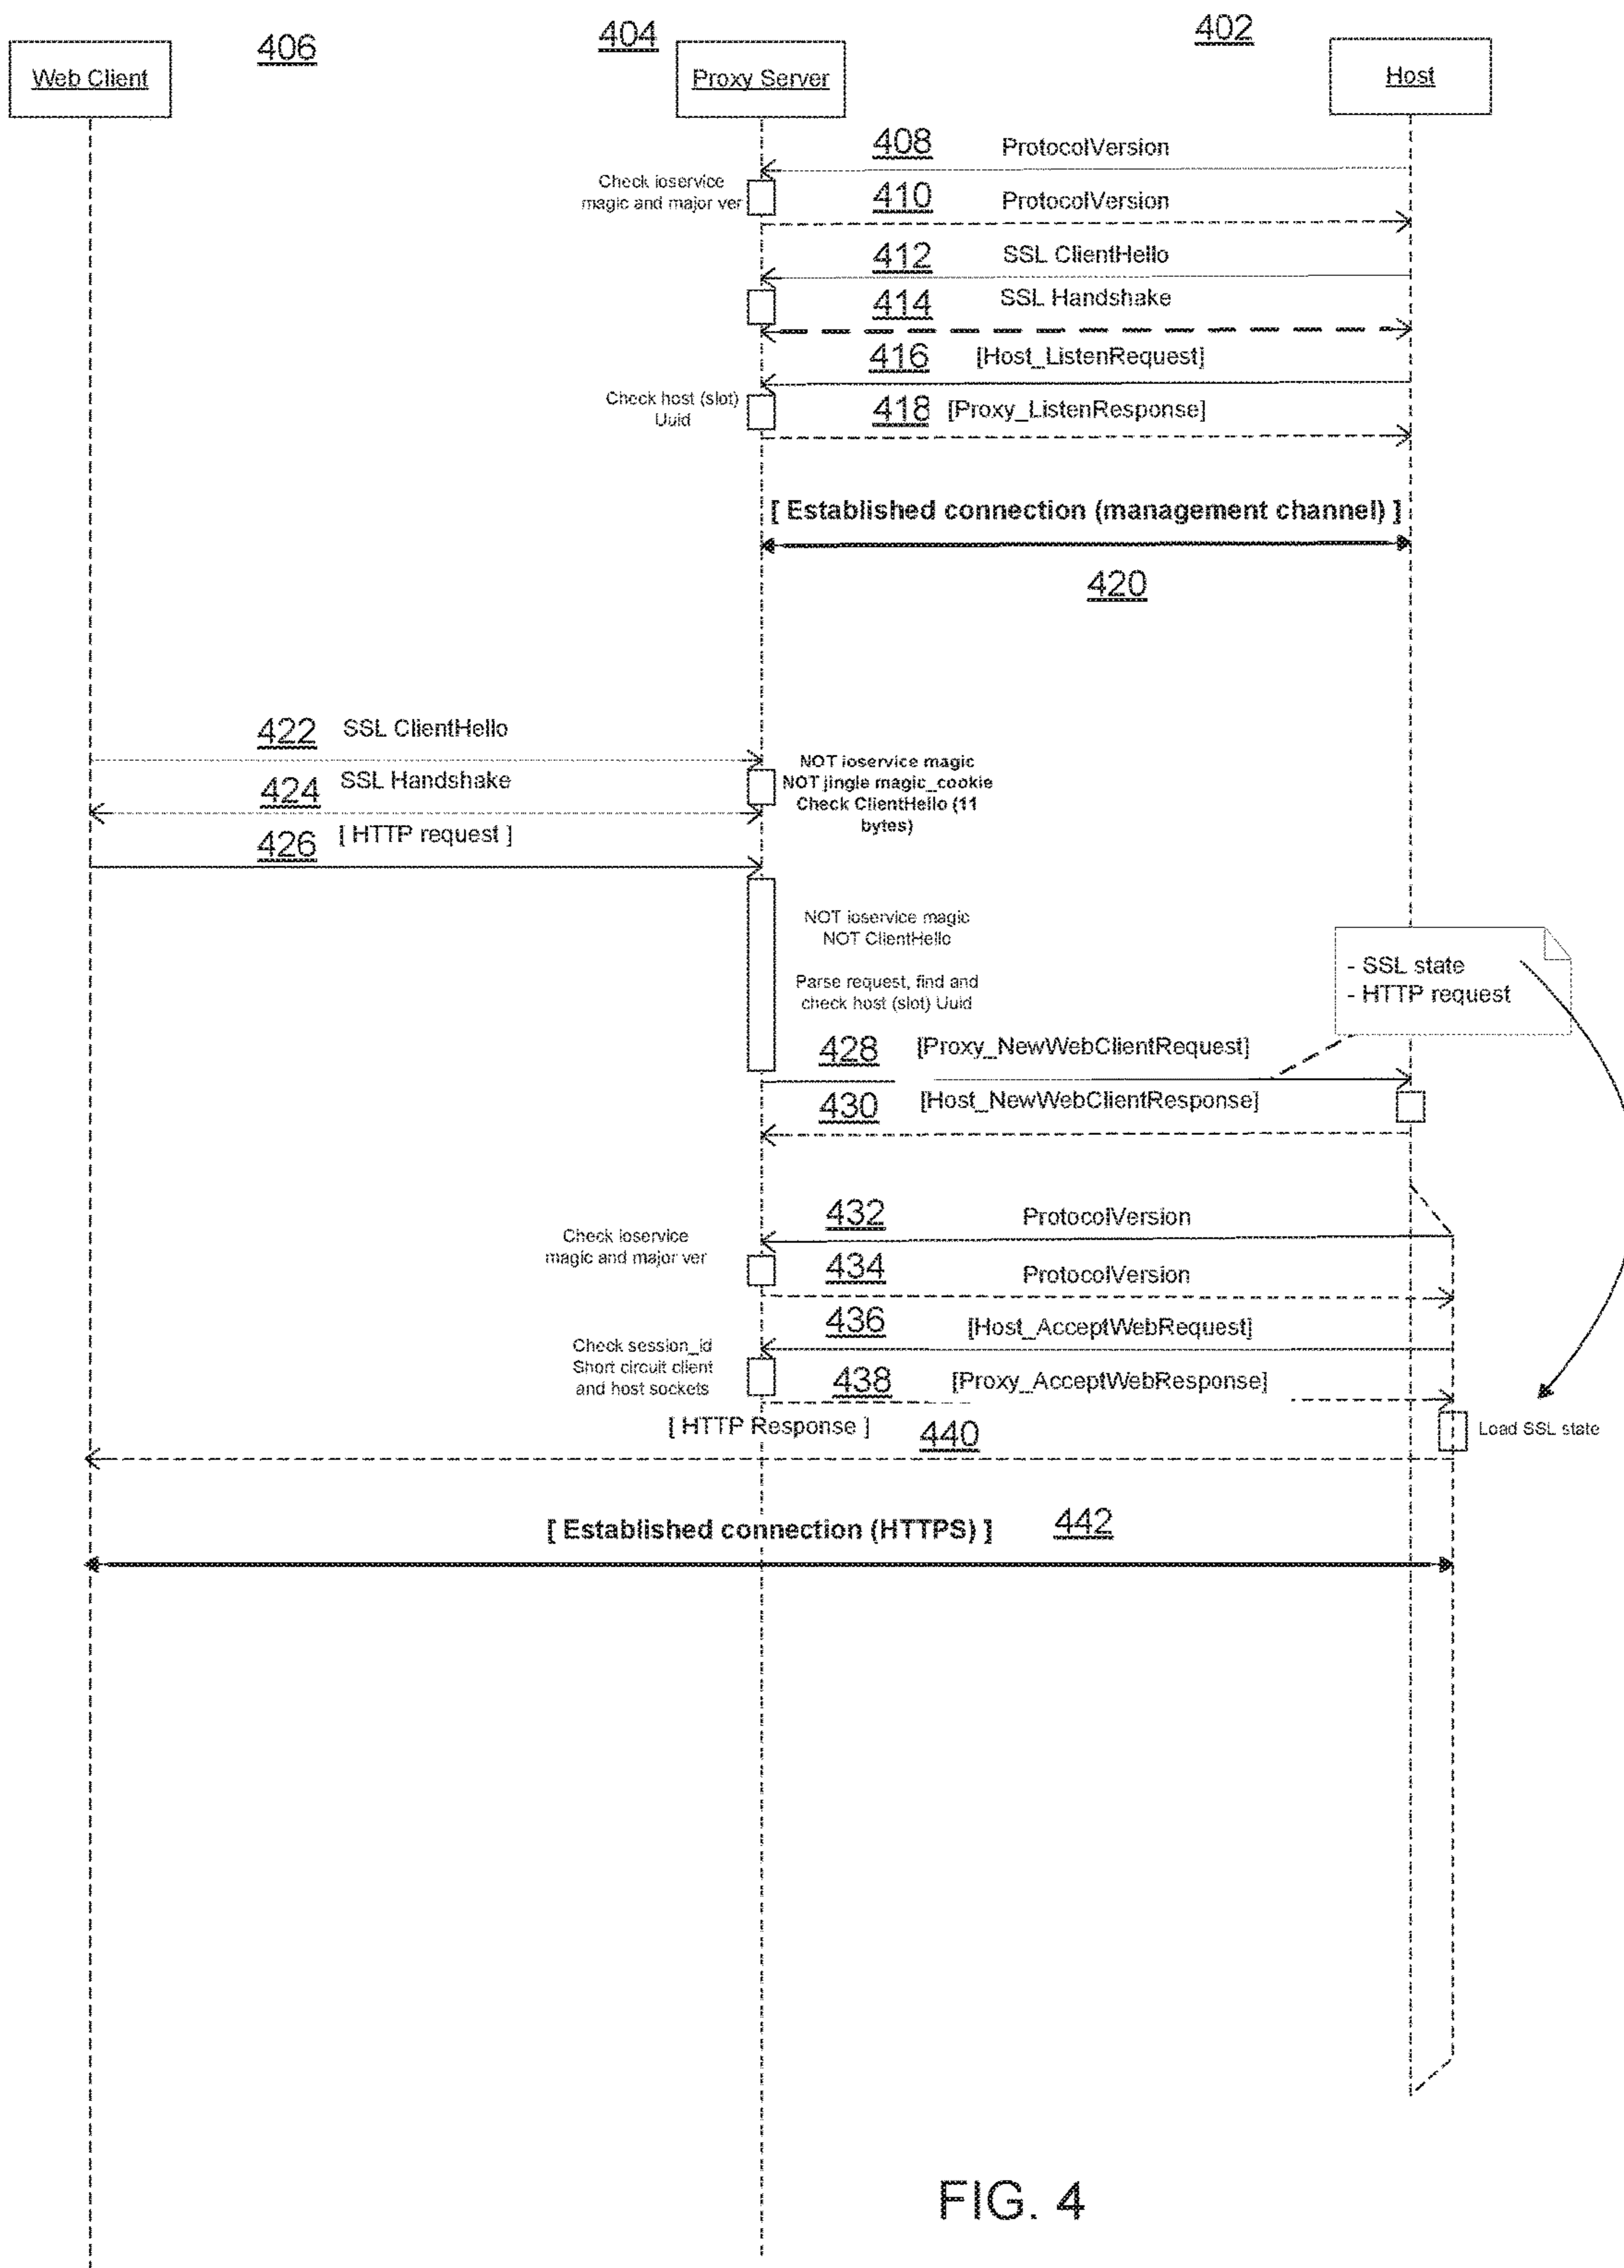 406
404
402
Web Client
Proxy Server
Host
408
ProtocolVersion
Check ioservice
magic and major ver
410
ProtocolVersion
412
SSL ClientHello
414
SSL Handshake
416
[Host_ListenRequest]
Check host (slot)
Uuid
418
[Proxy_ListenResponse]
[ Established connection (management channel) ]
420
422
SSL ClientHello
424
SSL Handshake
NOT ioservice magic
NOT jingle magic_cookie
Check ClientHello (11
bytes)
426
[ HTTP request ]
NOT ioservice magic
NOT ClientHello
Parse request, find and
check host (slot) Uuid
- SSL state
- HTTP request
428
[Proxy_NewWebClientRequest]
430
[Host_NewWebClientResponse]
432
ProtocolVersion
Check ioservice
magic and major ver
434
ProtocolVersion
436
[Host_AcceptWebRequest]
Check session_id
Short circuit client
and host sockets
438
[Proxy_AcceptWebResponse]
[ HTTP Response ]
440
Load SSL state
[ Established connection (HTTPS) ]
442
FIG. 4